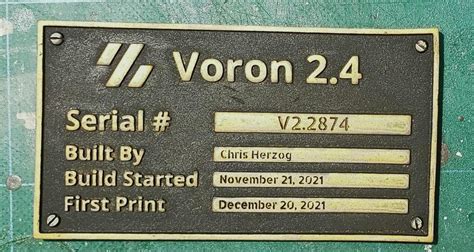 Voron 2.4
Serial # V2.2874
Built By Chris Herzog
Build Started November 21, 2021
First Print December 20, 2021